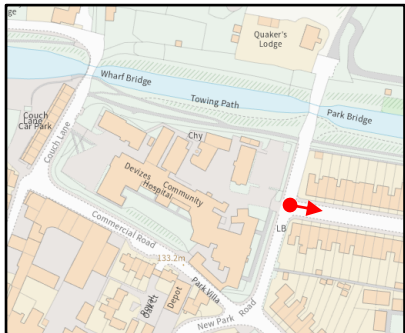 ge
Quaker's
Lodge
Wharf Bridge
Towing Path
Park Bridge
Couch
Lane
Car Park
Couch Lane
Chy
Devizes Community
Hospital
LB
Commercial Road
133.2m
Park Villa
Depot
New Park Road